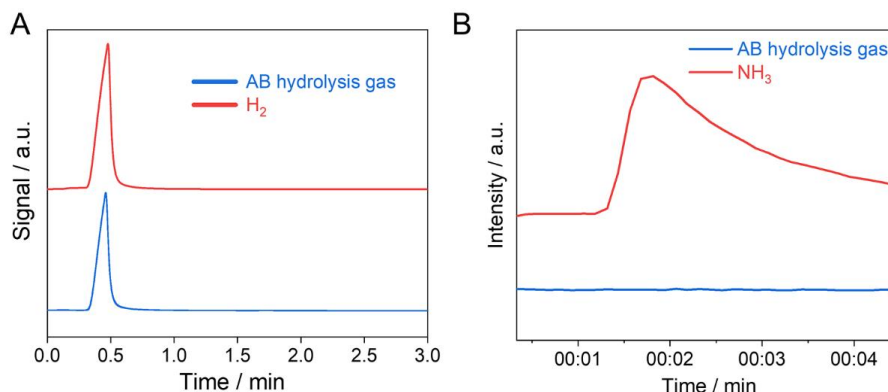 A
AB hydrolysis gas
H₂
Signal / a.u.
0.0 0.5 1.0 1.5 2.0 2.5 3.0
Time / min
B
AB hydrolysis gas
NH₃
Intensity / a.u.
00:01 00:02 00:03 00:04
Time / min